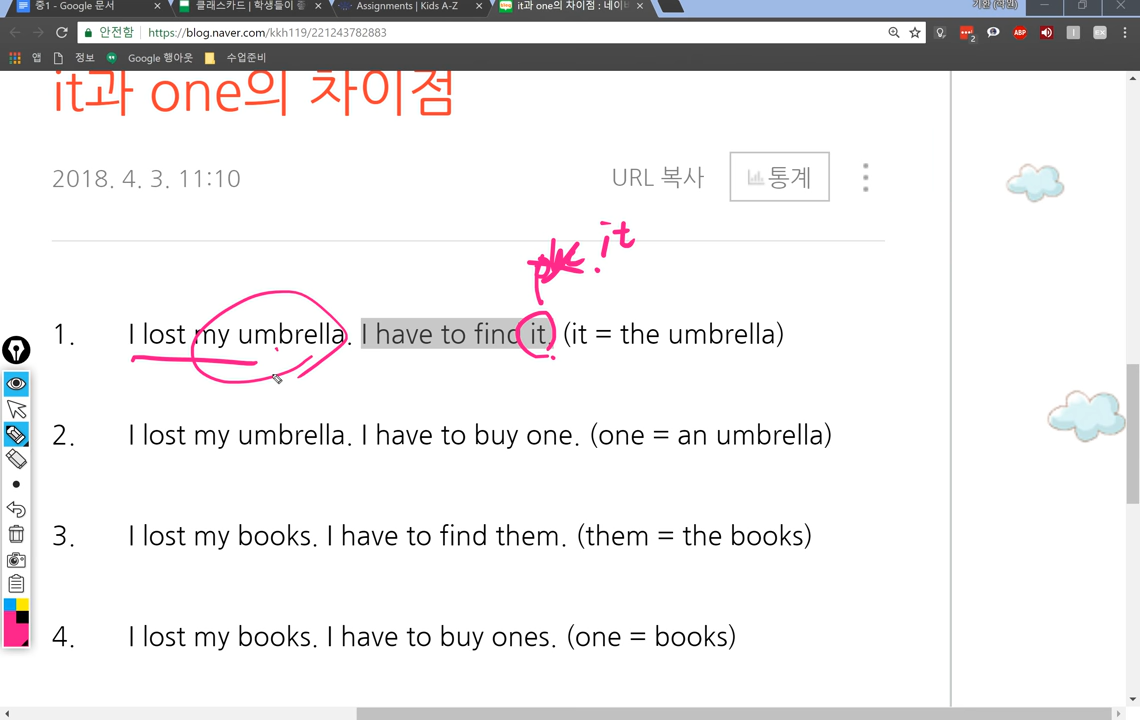 중1 - Google 문서
클래스카드 | 학생들이 좋
Assignments | Kids A-Z
it과 one의 차이점 : 네이버
안전함
https://blog.naver.com/kkh119/221243782883
ABP
앱
정보
Google 행아웃
수업준비
it과 one의 차이점
2018. 4. 3. 11:10
URL 복사
통계
it
1. I lost my umbrella. I have to find it. (it = the umbrella)
2. I lost my umbrella. I have to buy one. (one = an umbrella)
3. I lost my books. I have to find them. (them = the books)
4. I lost my books. I have to buy ones. (one = books)